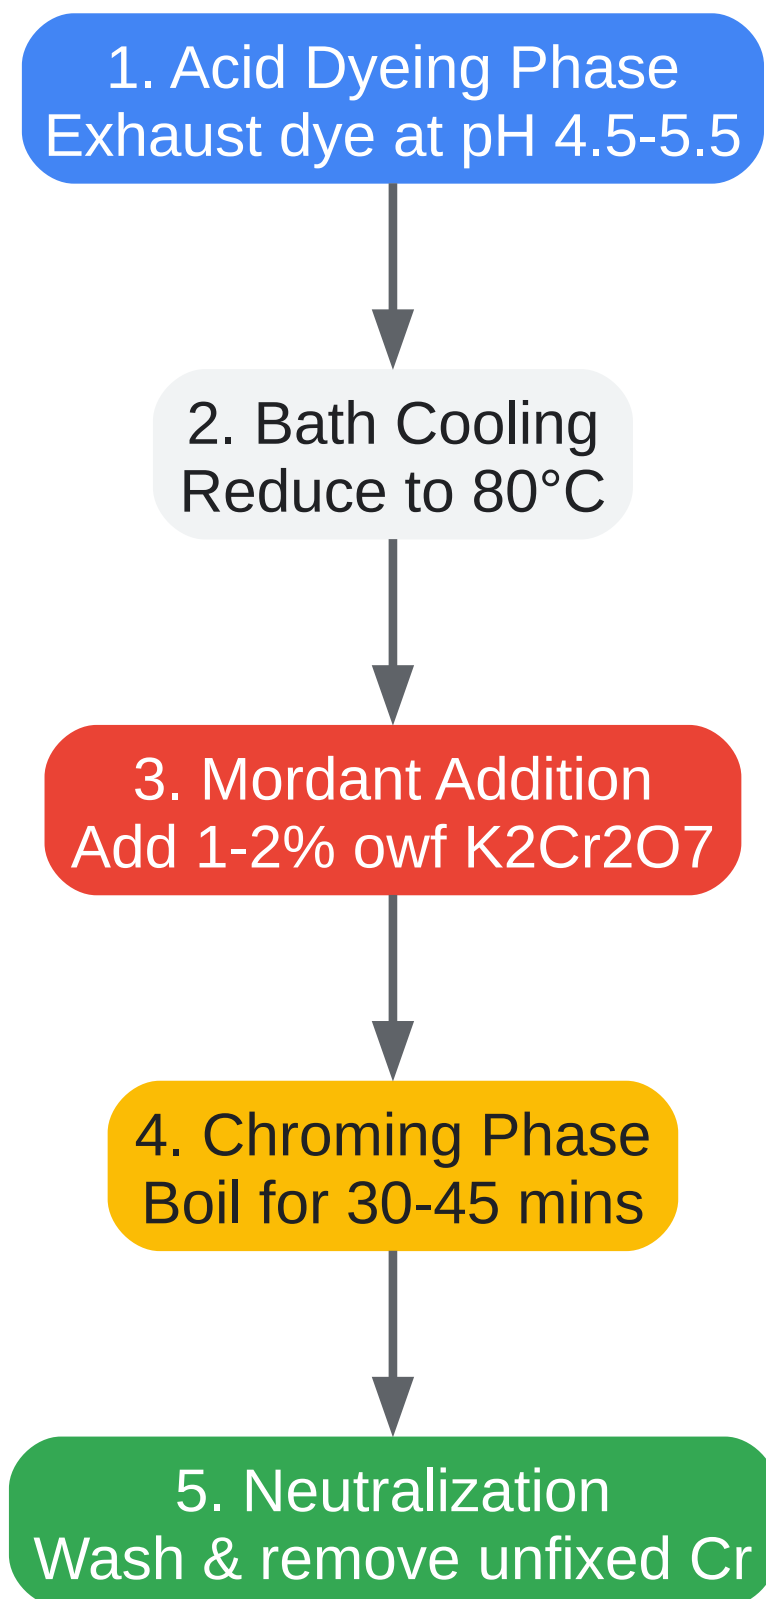 1. Acid Dyeing Phase
Exhaust dye at pH 4.5-5.5
2. Bath Cooling
Reduce to 80°C
3. Mordant Addition
Add 1-2% owf K2Cr2O7
4. Chroming Phase
Boil for 30-45 mins
5. Neutralization
Wash & remove unfixed Cr